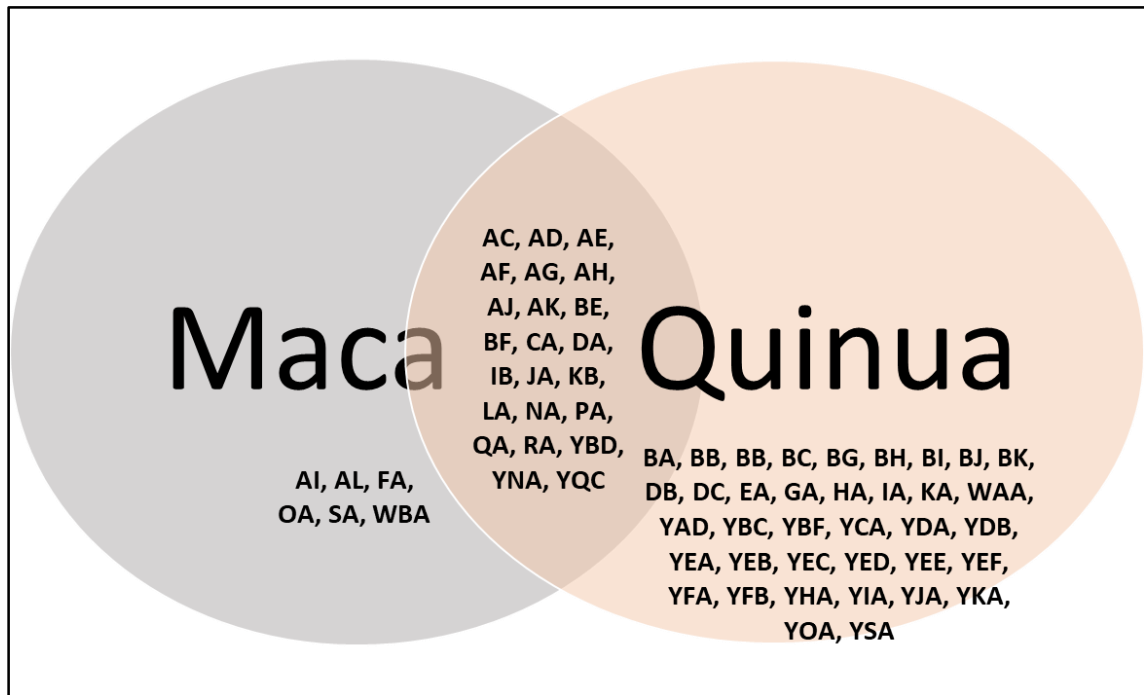 Maca
AI, AL, FA,
OA, SA, WBA
AC, AD, AE,
AF, AG, AH,
AJ, AK, BE,
BF, CA, DA,
IB, JA, KB,
LA, NA, PA,
QA, RA, YBD,
YNA, YQC
Quinua
BA, BB, BB, BC, BG, BH, BI, BJ, BK,
DB, DC, EA, GA, HA, IA, KA, WAA,
YAD, YBC, YBF, YCA, YDA, YDB,
YEA, YEB, YEC, YED, YEE, YEF,
YFA, YFB, YHA, YIA, YJA, YKA,
YOA, YSA